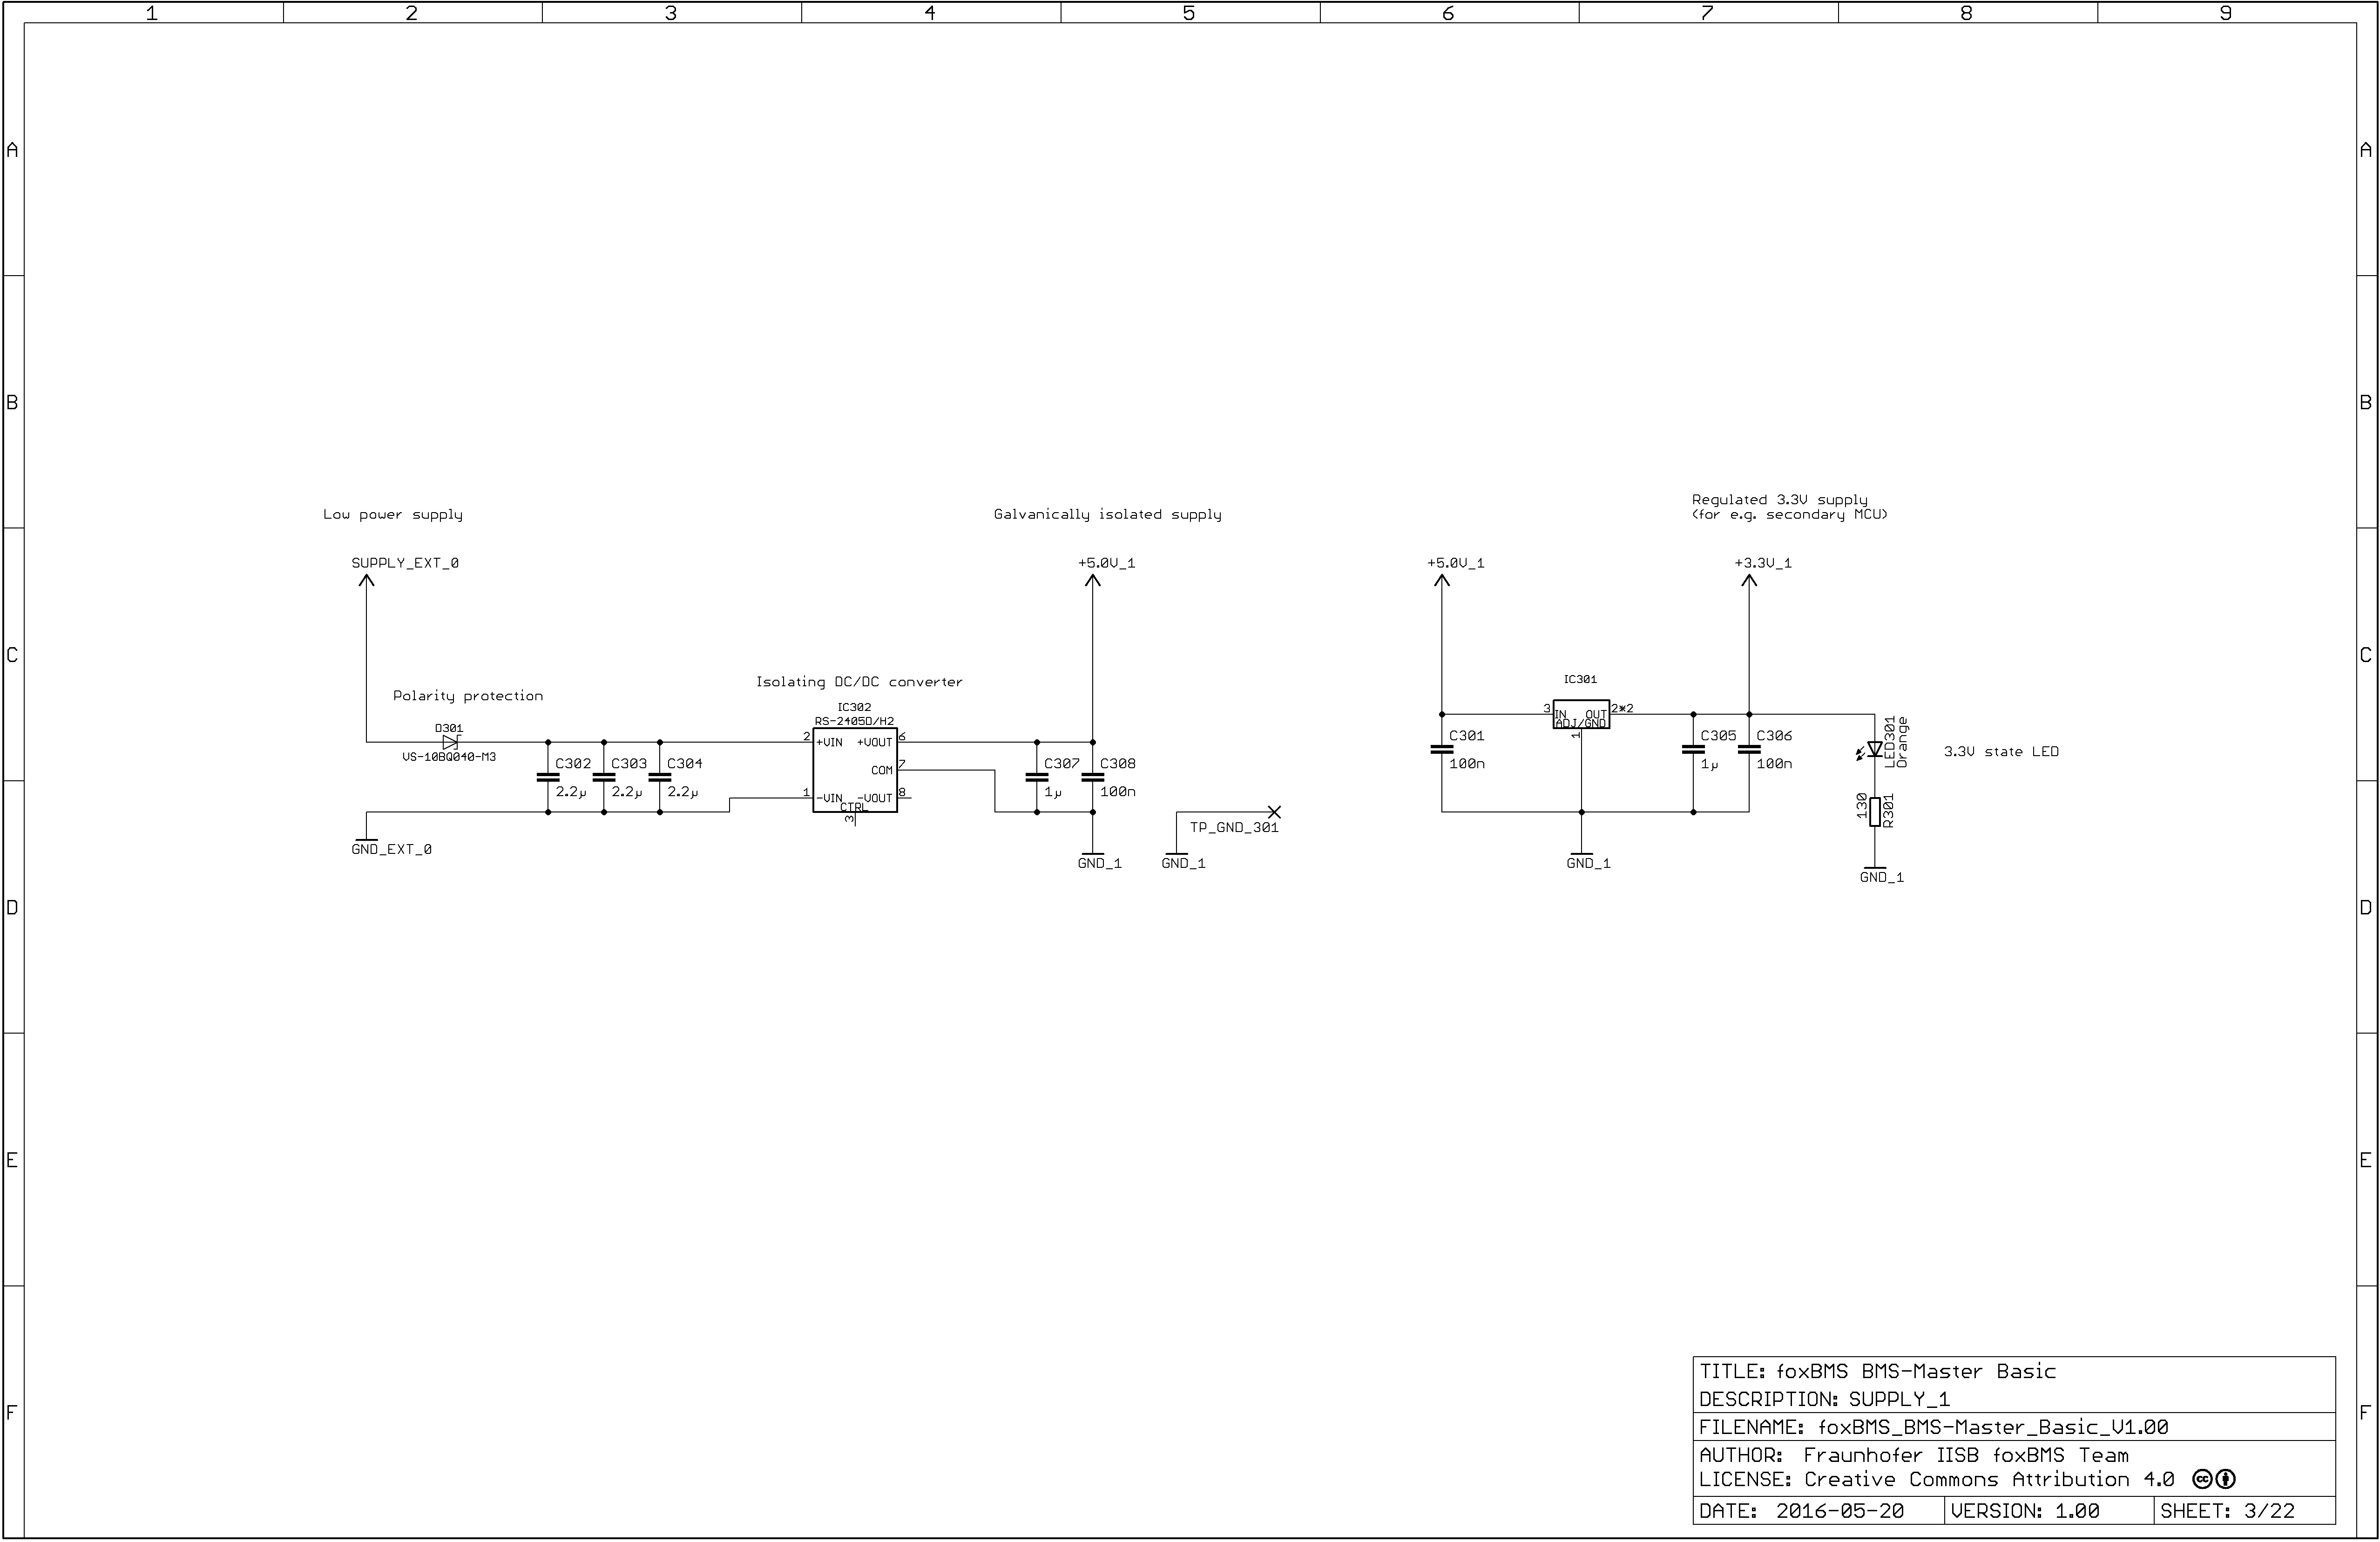 1 2 3 4 5 6 7 8 9
A A
B B
C C
D D
E E
F F
Low power supply
Galvanically isolated supply
Regulated 3.3V supply
(for e.g. secondary MCU)
SUPPLY_EXT_0
+5.0V_1
+5.0V_1
+3.3V_1
Polarity protection
D301
VS-10BQ040-M3
C302
2.2µ
C303
2.2µ
C304
2.2µ
GND_EXT_0
Isolating DC/DC converter
IC302
RS-2405D/H2
2 +VIN +VOUT 6
COM 7
1 -VIN -VOUT 8
CTRL
3
C307
1µ
C308
100n
GND_1
GND_1
TP_GND_301
C301
100n
IC301
3 IN OUT 2*2
ADJ/GND
1
GND_1
C305
1µ
C306
100n
LED301
Orange
3.3V state LED
130
R301
GND_1
TITLE: foxBMS BMS-Master Basic
DESCRIPTION: SUPPLY_1
FILENAME: foxBMS_BMS-Master_Basic_V1.00
AUTHOR: Fraunhofer IISB foxBMS Team
LICENSE: Creative Commons Attribution 4.0 cc
DATE: 2016-05-20 VERSION: 1.00 SHEET: 3/22